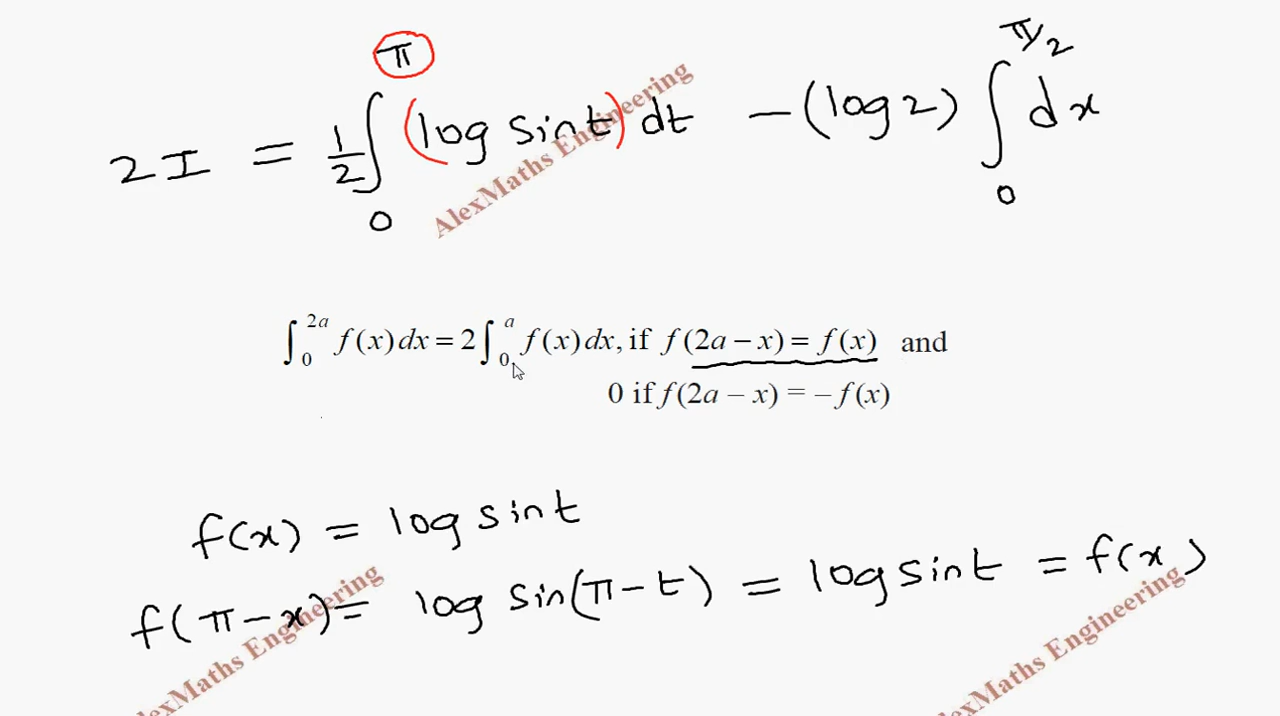 2I = 1/2 ∫₀^π (log sint) dt − (log 2) ∫₀^{π/2} dx
AlexMaths Engineering
∫₀^{2a} f(x) dx = 2∫₀^a f(x) dx, if f(2a − x) = f(x) and
0 if f(2a − x) = − f(x)
f(x) = log sint
f(π − x) = log sin(π − t) = log sint = f(x)
AlexMaths Engineering
AlexMaths Engineering